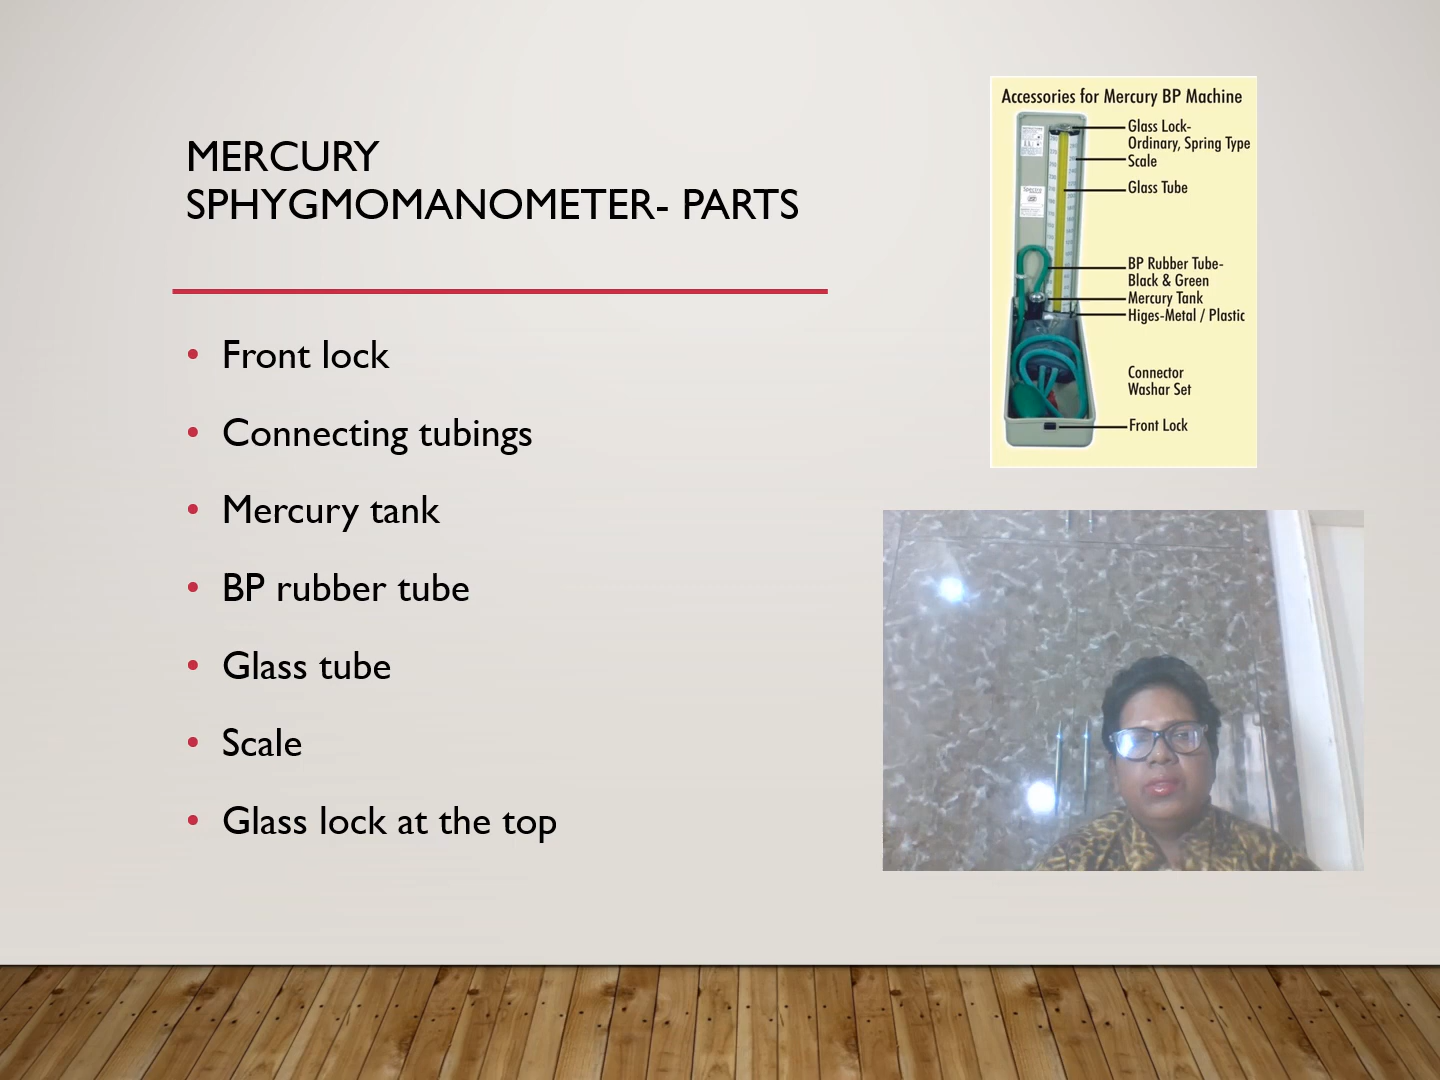 MERCURY
SPHYGMOMANOMETER- PARTS
• Front lock
• Connecting tubings
• Mercury tank
• BP rubber tube
• Glass tube
• Scale
• Glass lock at the top
Accessories for Mercury BP Machine
Glass Lock-
Ordinary, Spring Type
Scale
Glass Tube
BP Rubber Tube-
Black & Green
Mercury Tank
Higes-Metal / Plastic
Connector
Washar Set
Front Lock